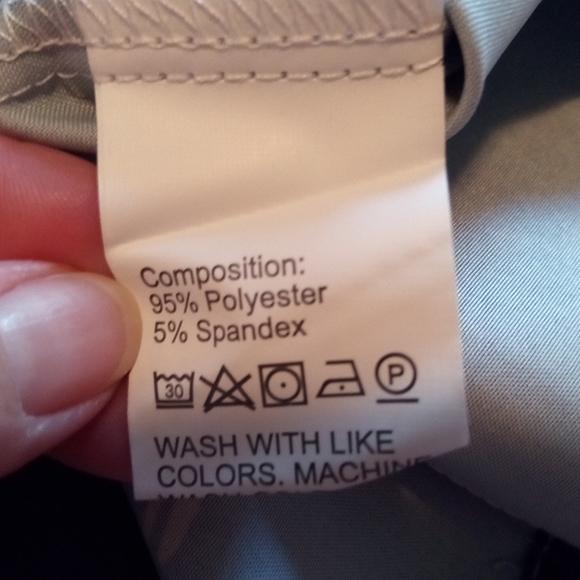 Composition:
95% Polyester
5% Spandex
30 P
WASH WITH LIKE
COLORS. MACHINE